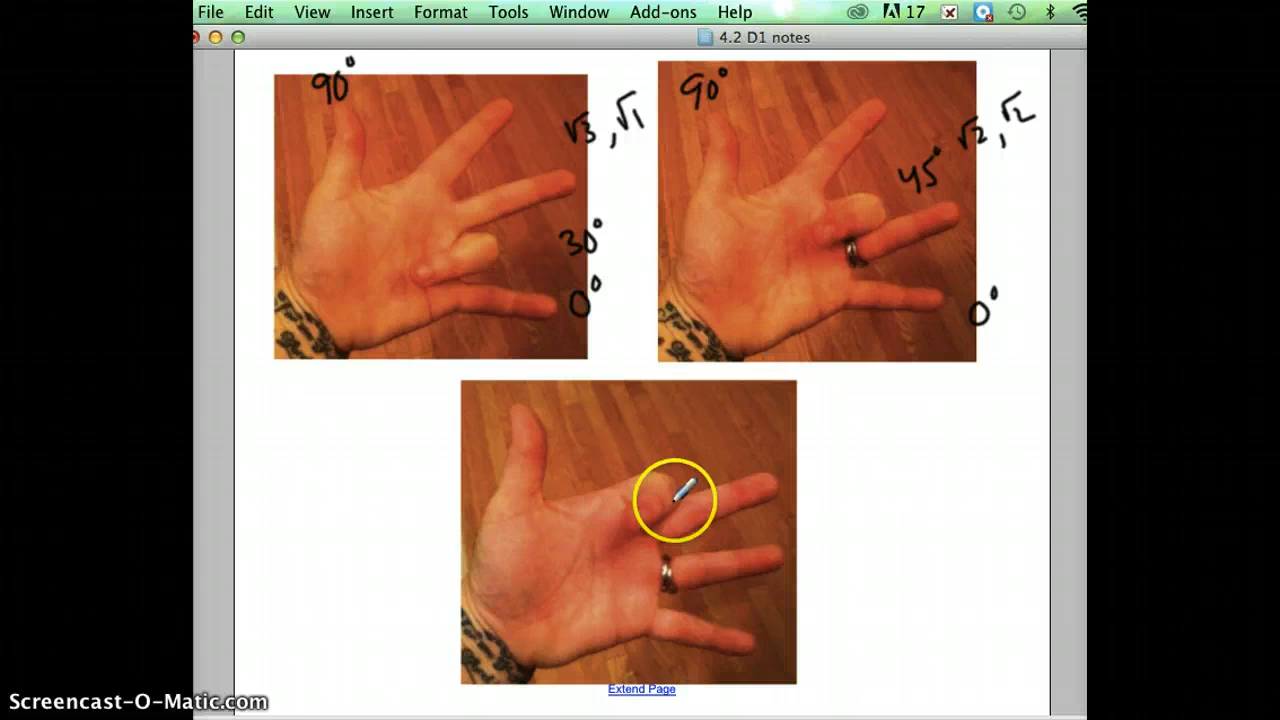 File Edit View Insert Format Tools Window Add-ons Help 17
4.2 D1 notes
90°
√3, √1
30°
0°
90°
45° √2, √2
0°
Extend Page
Screencast-O-Matic.com